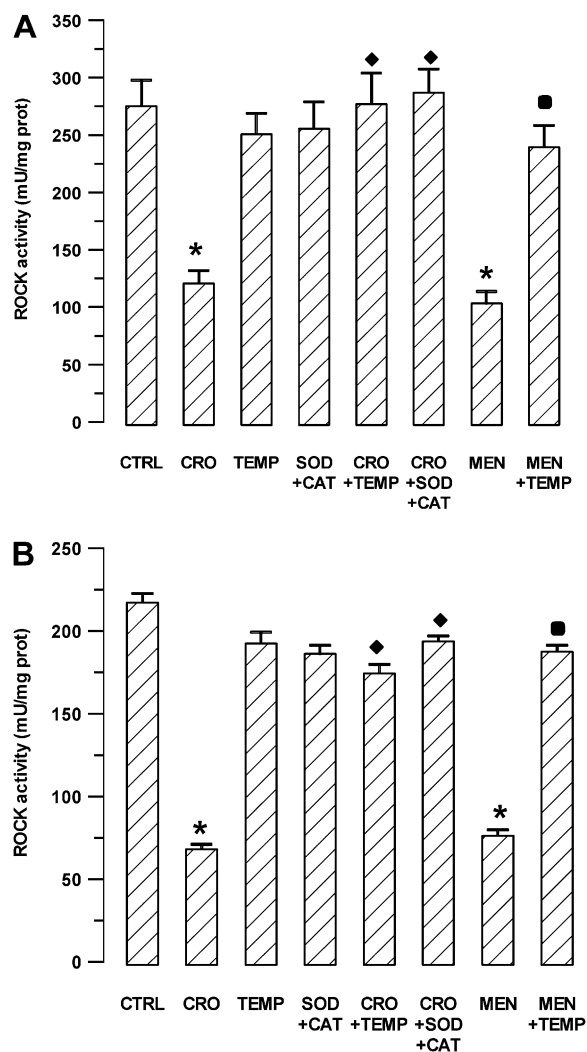 A
ROCK activity (mU/mg prot)
350
300
250
200
150
100
50
0
*
*
CTRL CRO TEMP SOD CRO CRO MEN MEN
+CAT +TEMP +SOD +TEMP
+CAT
B
ROCK activity (mU/mg prot)
250
200
150
100
50
0
*
*
CTRL CRO TEMP SOD CRO CRO MEN MEN
+CAT +TEMP +SOD +TEMP
+CAT